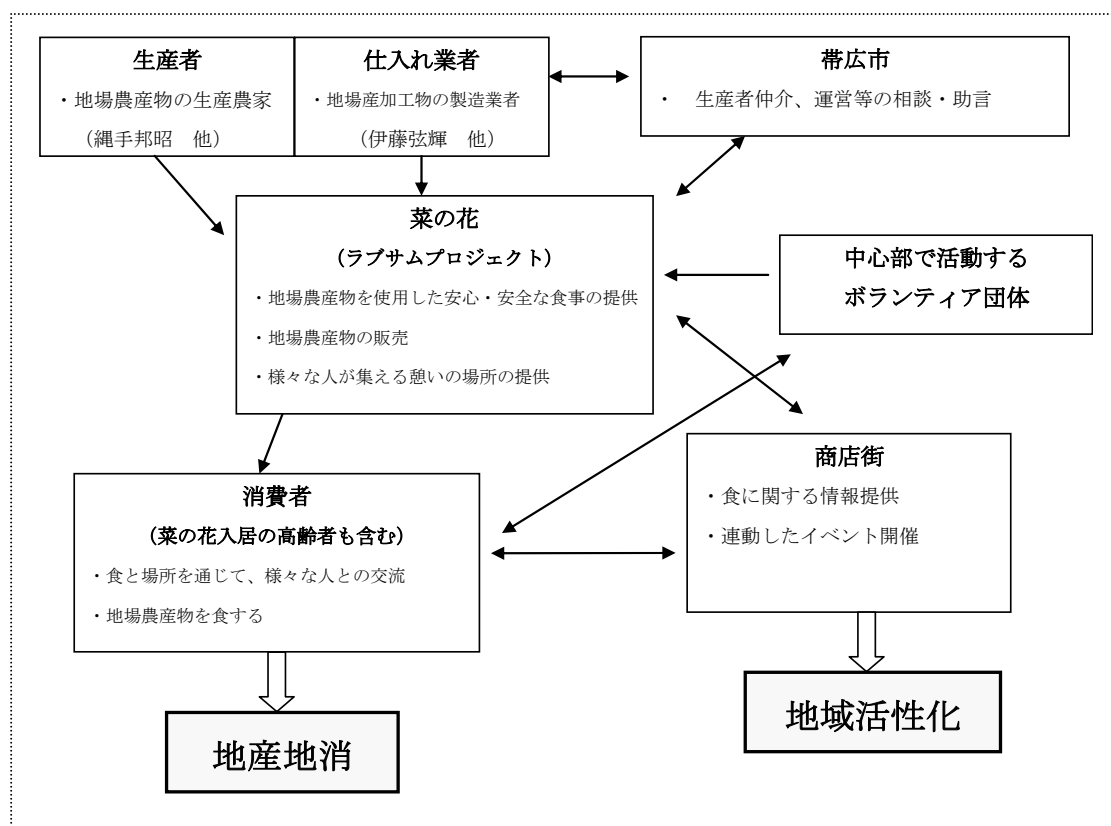 生産者
・地場農産物の生産農家
（縄手邦昭　他）
仕入れ業者
・地場産加工物の製造業者
（伊藤弦輝　他）
帯広市
・　生産者仲介、運営等の相談・助言
菜の花
（ラブサムプロジェクト）
・地場農産物を使用した安心・安全な食事の提供
・地場農産物の販売
・様々な人が集える憩いの場所の提供
中心部で活動する
ボランティア団体
消費者
（菜の花入居の高齢者も含む）
・食と場所を通じて、様々な人との交流
・地場農産物を食する
商店街
・食に関する情報提供
・連動したイベント開催
地産地消
地域活性化